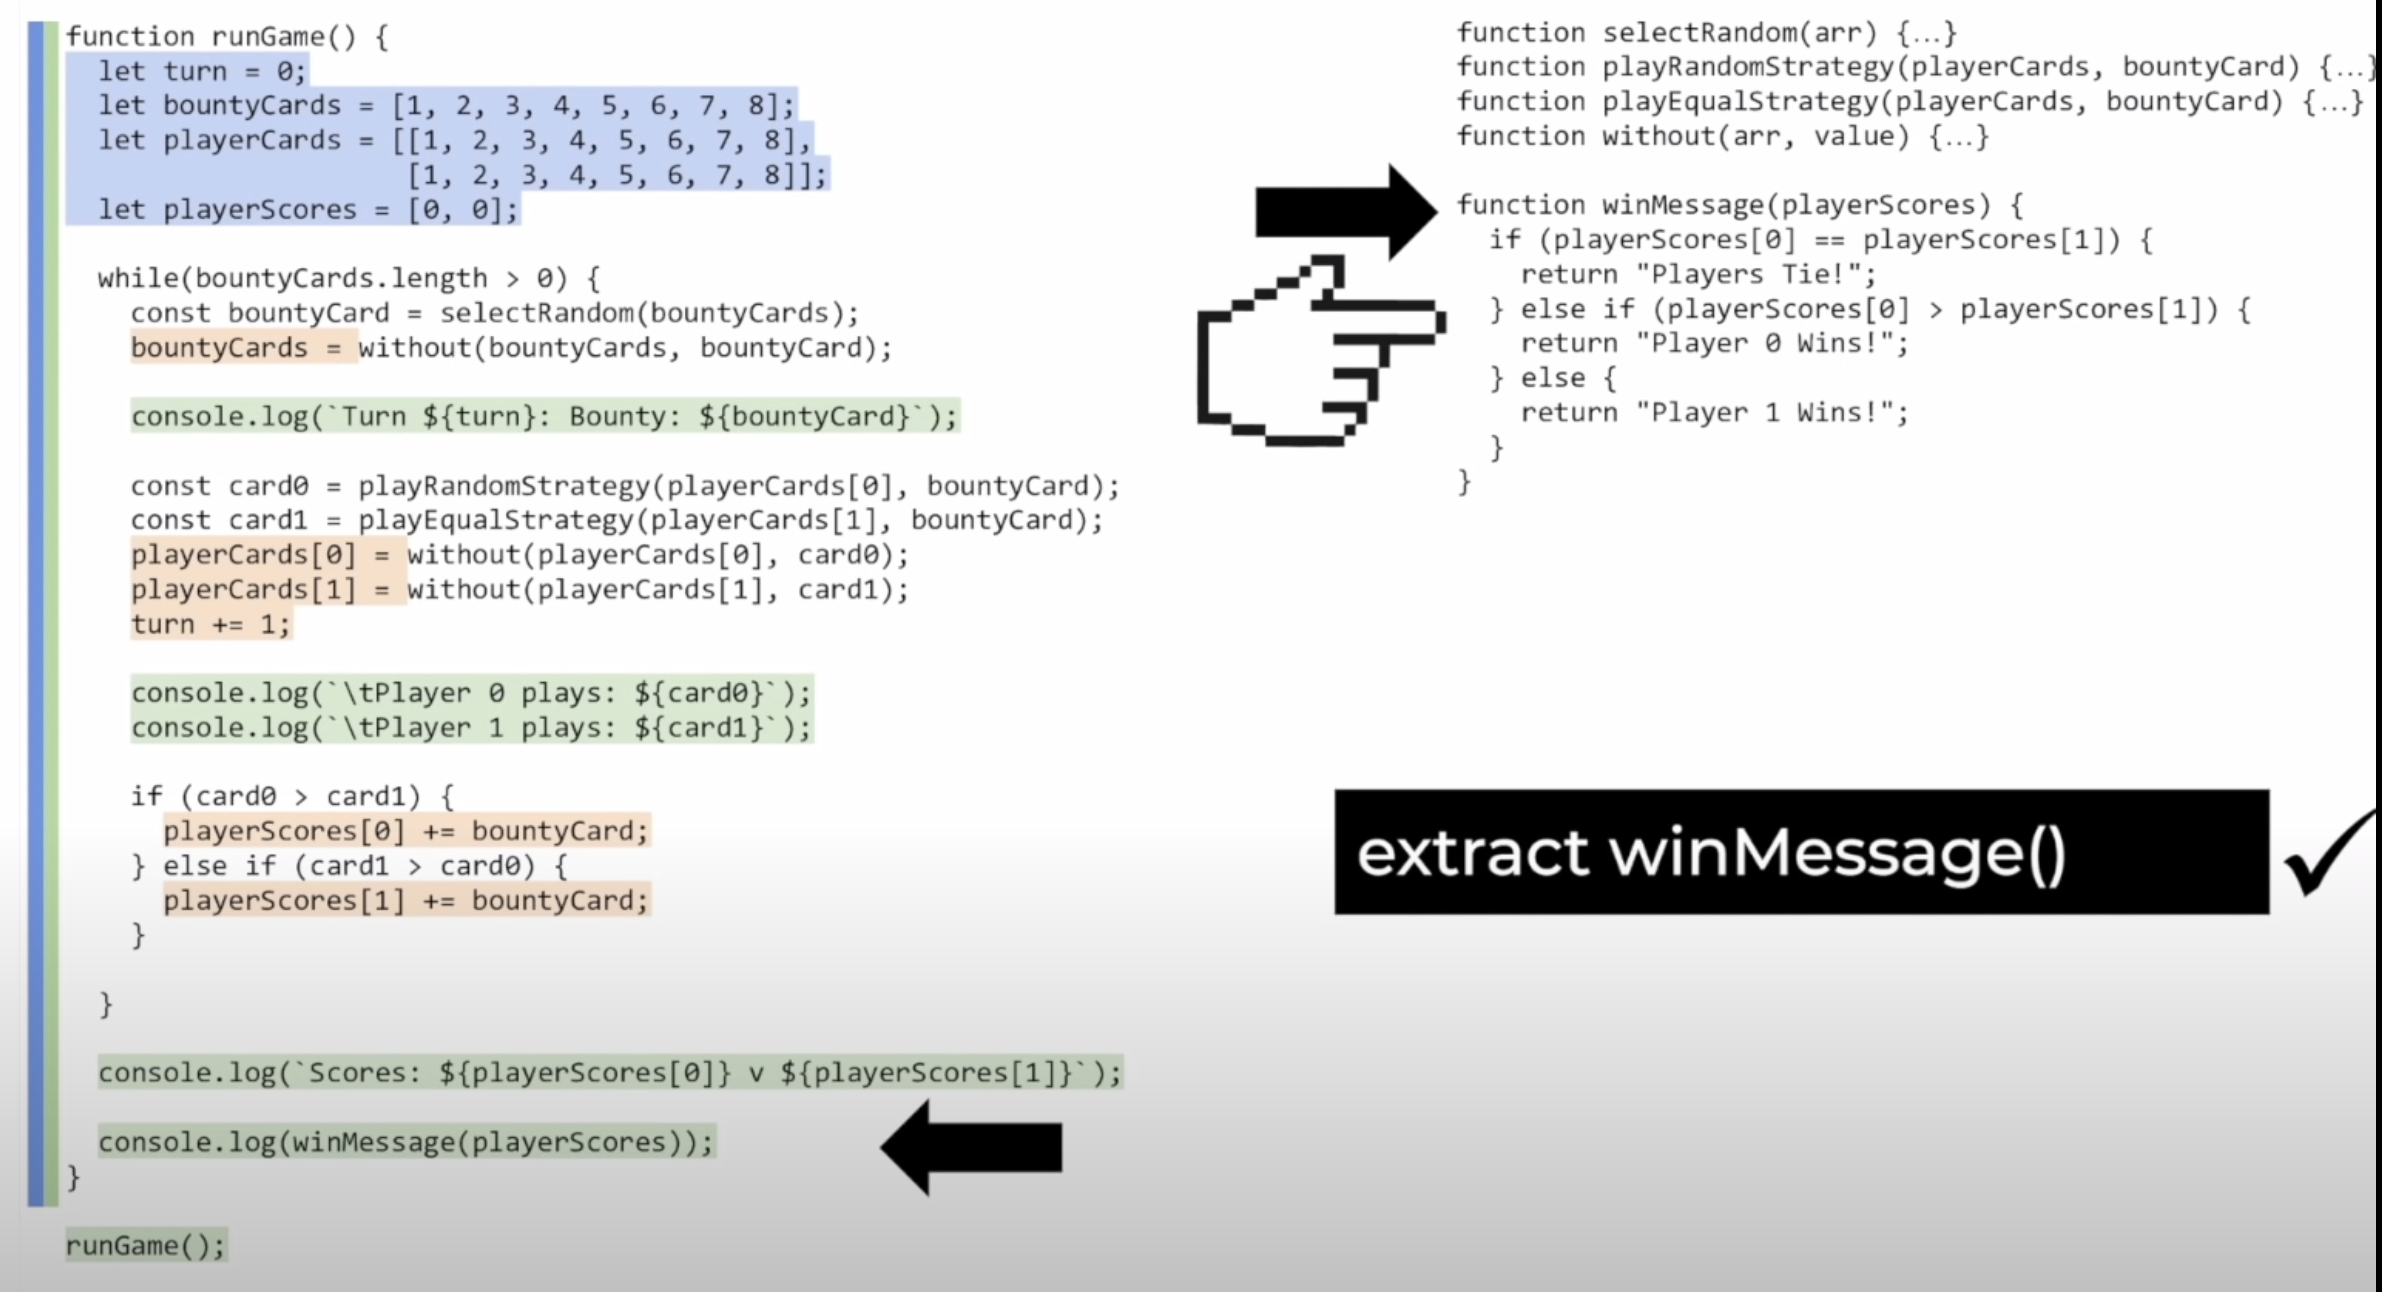 function runGame() {
let turn = 0;
let bountyCards = [1, 2, 3, 4, 5, 6, 7, 8];
let playerCards = [[1, 2, 3, 4, 5, 6, 7, 8],
[1, 2, 3, 4, 5, 6, 7, 8]];
let playerScores = [0, 0];
while(bountyCards.length > 0) {
const bountyCard = selectRandom(bountyCards);
bountyCards = without(bountyCards, bountyCard);
console.log(`Turn ${turn}: Bounty: ${bountyCard}`);
const card0 = playRandomStrategy(playerCards[0], bountyCard);
const card1 = playEqualStrategy(playerCards[1], bountyCard);
playerCards[0] = without(playerCards[0], card0);
playerCards[1] = without(playerCards[1], card1);
turn += 1;
console.log(`\tPlayer 0 plays: ${card0}`);
console.log(`\tPlayer 1 plays: ${card1}`);
if (card0 > card1) {
playerScores[0] += bountyCard;
} else if (card1 > card0) {
playerScores[1] += bountyCard;
}
}
console.log(`Scores: ${playerScores[0]} v ${playerScores[1]}`);
console.log(winMessage(playerScores));
}
runGame();
function selectRandom(arr) {…}
function playRandomStrategy(playerCards, bountyCard) {…}
function playEqualStrategy(playerCards, bountyCard) {…}
function without(arr, value) {…}
function winMessage(playerScores) {
if (playerScores[0] == playerScores[1]) {
return "Players Tie!";
} else if (playerScores[0] > playerScores[1]) {
return "Player 0 Wins!";
} else {
return "Player 1 Wins!";
}
}
extract winMessage()